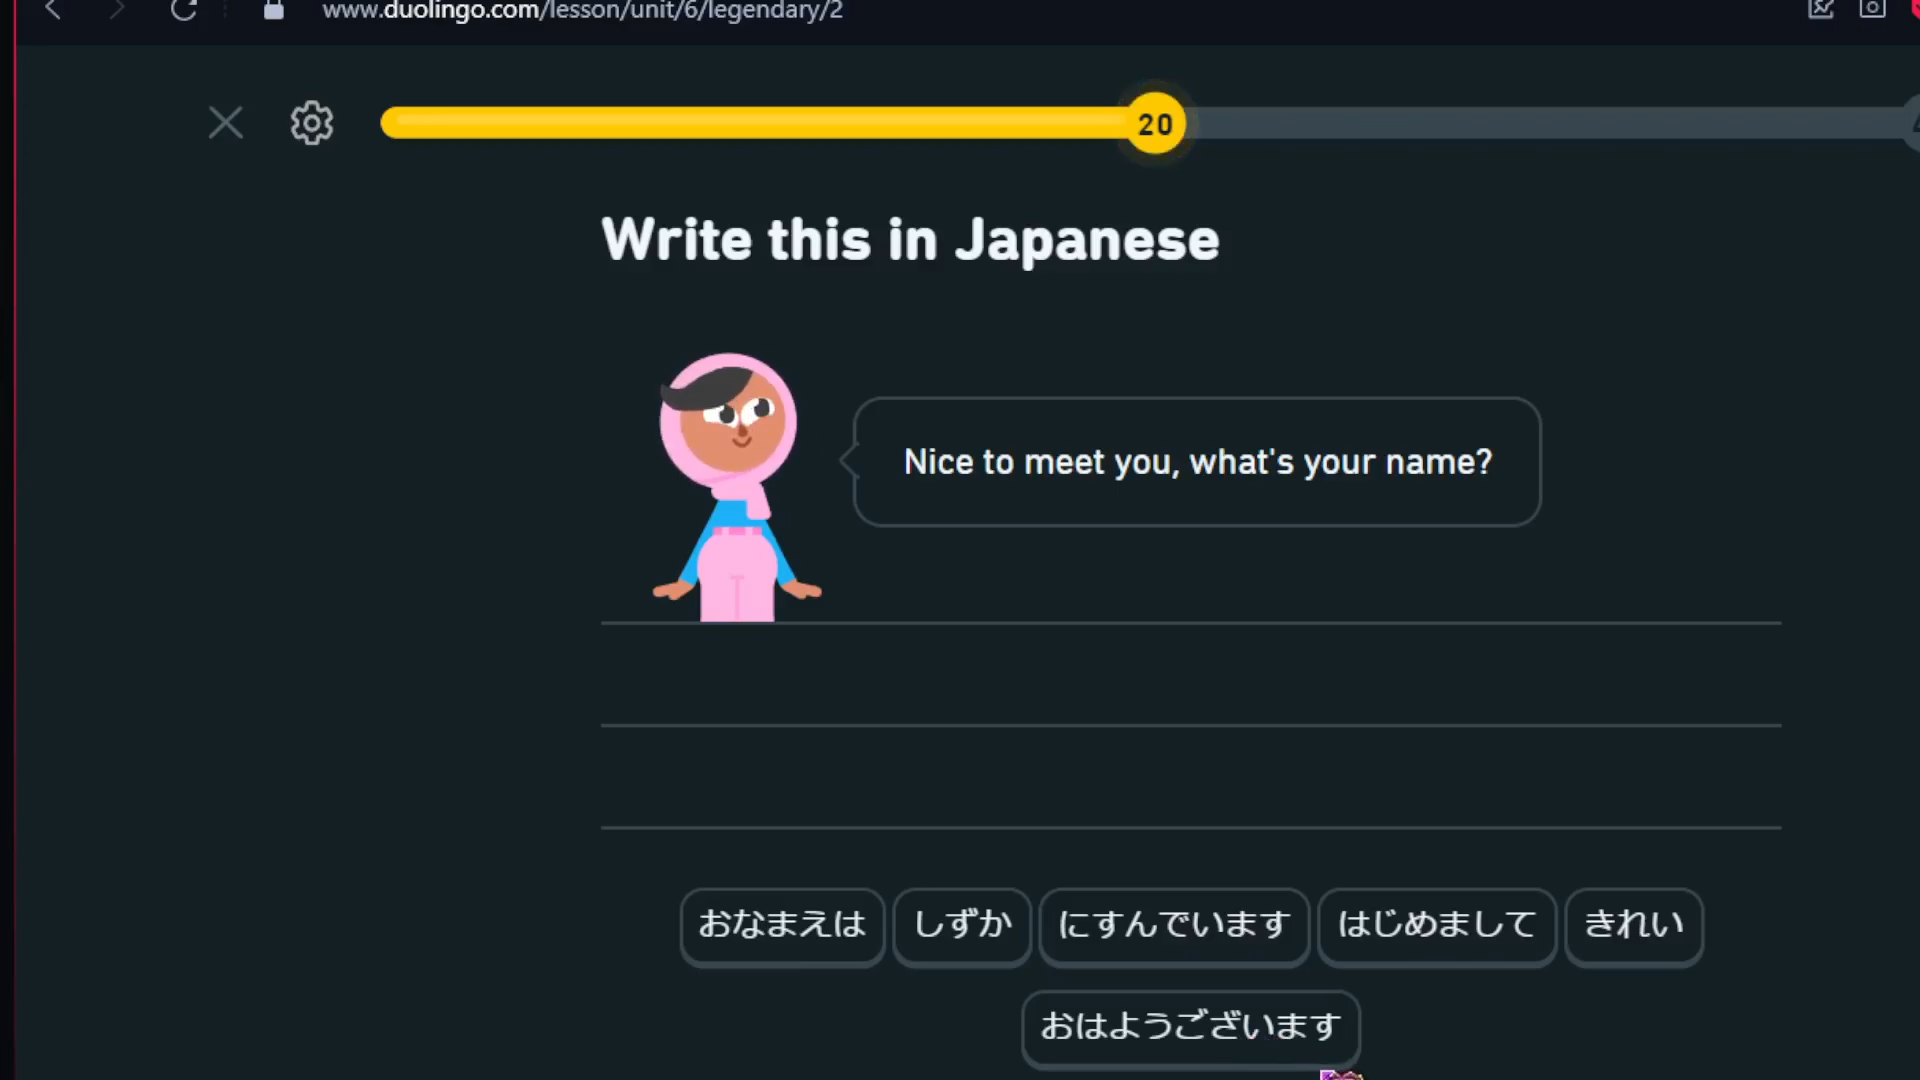 www.duolingo.com/lesson/unit/6/legendary/2
20
Write this in Japanese
Nice to meet you, what's your name?
おなまえは しずか にすんでいます はじめまして きれい
おはようございます